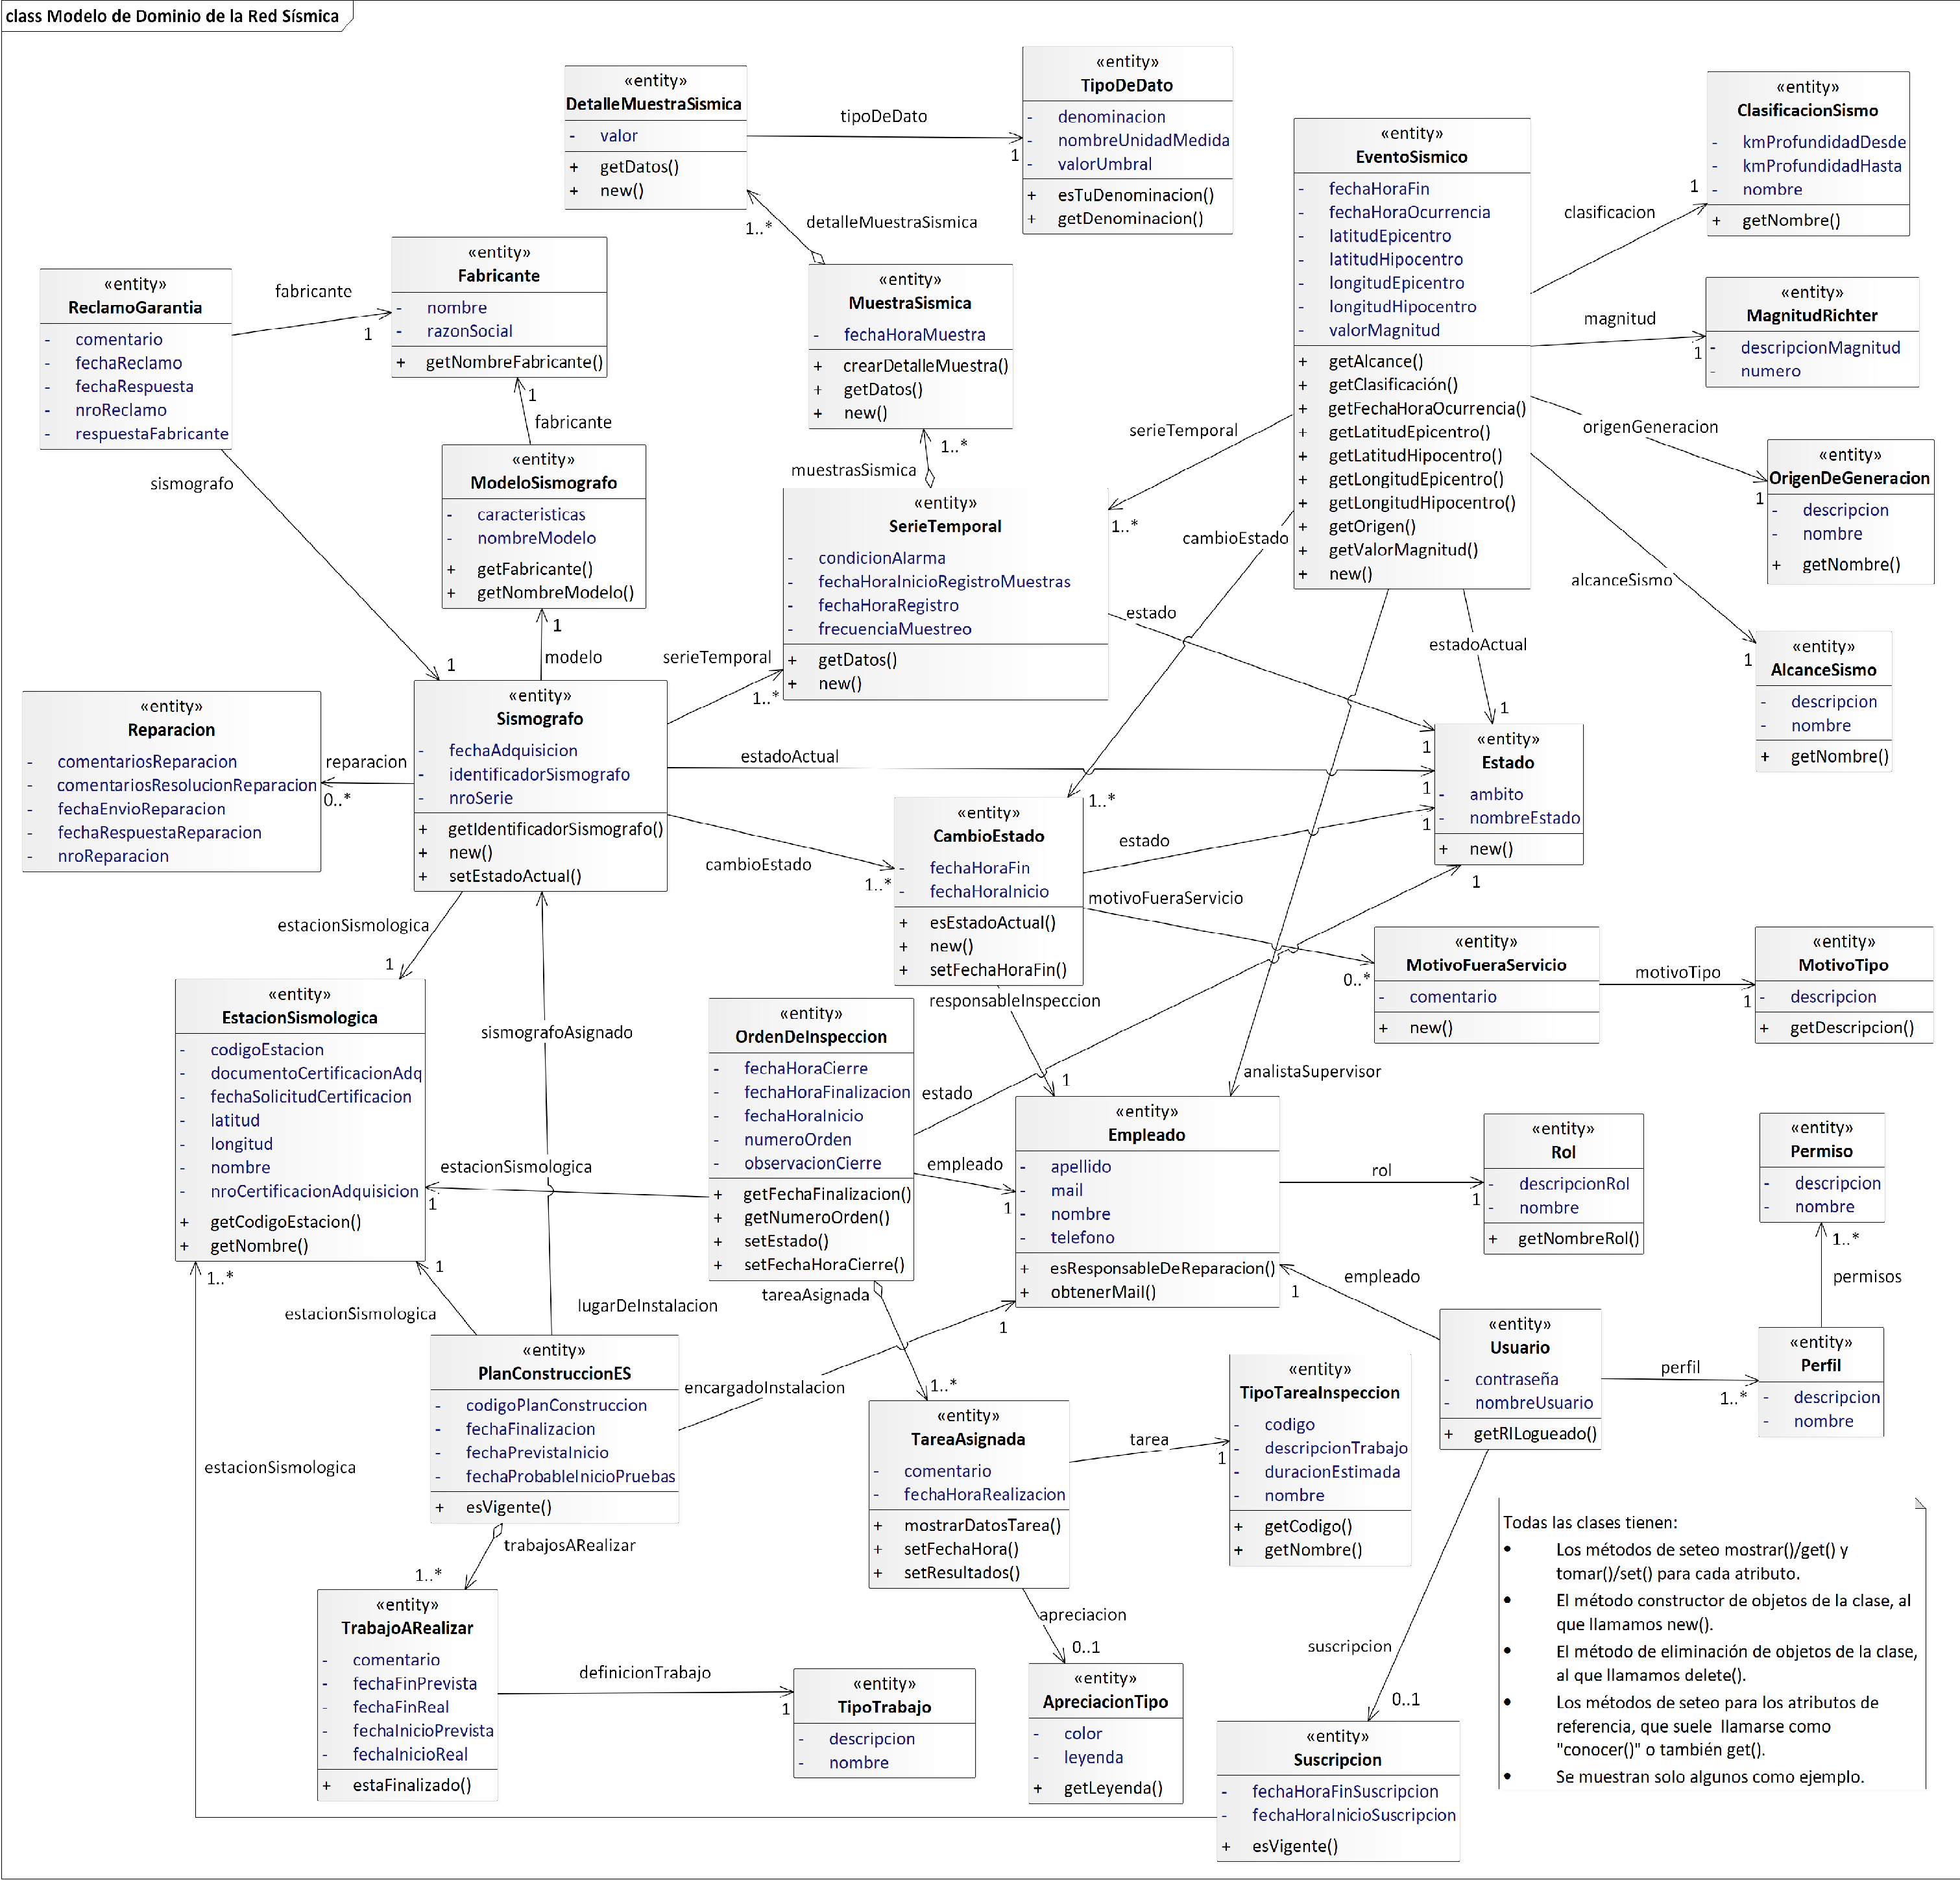 class Modelo de Dominio de la Red Sísmica
«entity»
DetalleMuestraSismica
- valor
+ getDatos()
+ new()
tipoDeDato
1
«entity»
TipoDeDato
- denominacion
- nombreUnidadMedida
- valorUmbral
+ esTuDenominacion()
+ getDenominacion()
«entity»
EventoSismico
- fechaHoraFin
- fechaHoraOcurrencia
- latitudEpicentro
- latitudHipocentro
- longitudEpicentro
- longitudHipocentro
- valorMagnitud
+ getAlcance()
+ getClasificación()
+ getFechaHoraOcurrencia()
+ getLatitudEpicentro()
+ getLatitudHipocentro()
+ getLongitudEpicentro()
+ getLongitudHipocentro()
+ getOrigen()
+ getValorMagnitud()
+ new()
clasificacion
1
«entity»
ClasificacionSismo
- kmProfundidadDesde
- kmProfundidadHasta
- nombre
+ getNombre()
magnitud
1
«entity»
MagnitudRichter
- descripcionMagnitud
- numero
origenGeneracion
1
«entity»
OrigenDeGeneracion
- descripcion
- nombre
+ getNombre()
alcanceSismo
1
«entity»
AlcanceSismo
- descripcion
- nombre
+ getNombre()
1..*
detalleMuestraSismica
«entity»
MuestraSismica
- fechaHoraMuestra
+ crearDetalleMuestra()
+ getDatos()
+ new()
1..*
muestrasSismica
serieTemporal
1..*
cambioEstado
«entity»
SerieTemporal
- condicionAlarma
- fechaHoraInicioRegistroMuestras
- fechaHoraRegistro
- frecuenciaMuestreo
+ getDatos()
+ new()
estado
1
estadoActual
1
«entity»
ReclamoGarantia
- comentario
- fechaReclamo
- fechaRespuesta
- nroReclamo
- respuestaFabricante
fabricante
1
«entity»
Fabricante
- nombre
- razonSocial
+ getNombreFabricante()
1
fabricante
sismografo
1
«entity»
ModeloSismografo
- caracteristicas
- nombreModelo
+ getFabricante()
+ getNombreModelo()
1
modelo
serieTemporal
1..*
«entity»
Sismografo
- fechaAdquisicion
- identificadorSismografo
- nroSerie
+ getIdentificadorSismografo()
+ new()
+ setEstadoActual()
«entity»
Reparacion
- comentariosReparacion
- comentariosResolucionReparacion
- fechaEnvioReparacion
- fechaRespuestaReparacion
- nroReparacion
reparacion
0..*
estadoActual
1
cambioEstado
1..*
1..*
«entity»
CambioEstado
- fechaHoraFin
- fechaHoraInicio
+ esEstadoActual()
+ new()
+ setFechaHoraFin()
estado
1
«entity»
Estado
- ambito
- nombreEstado
+ new()
1
motivoFueraServicio
0..*
«entity»
MotivoFueraServicio
- comentario
+ new()
motivoTipo
1
«entity»
MotivoTipo
- descripcion
+ getDescripcion()
estacionSismologica
1
«entity»
EstacionSismologica
- codigoEstacion
- documentoCertificacionAdq
- fechaSolicitudCertificacion
- latitud
- longitud
- nombre
- nroCertificacionAdquisicion
+ getCodigoEstacion()
+ getNombre()
sismografoAsignado
responsableInspeccion
1
«entity»
OrdenDeInspeccion
- fechaHoraCierre
- fechaHoraFinalizacion
- fechaHoraInicio
- numeroOrden
- observacionCierre
+ getFechaFinalizacion()
+ getNumeroOrden()
+ setEstado()
+ setFechaHoraCierre()
estado
analistaSupervisor
estacionSismologica
1
empleado
1
«entity»
Empleado
- apellido
- mail
- nombre
- telefono
+ esResponsableDeReparacion()
+ obtenerMail()
rol
1
«entity»
Rol
- descripcionRol
- nombre
+ getNombreRol()
«entity»
Permiso
- descripcion
- nombre
1..*
permisos
1..*
1
estacionSismologica
lugarDeInstalacion
tareaAsignada
1..*
1
encargadoInstalacion
empleado
1
«entity»
PlanConstruccionES
- codigoPlanConstruccion
- fechaFinalizacion
- fechaPrevistaInicio
- fechaProbableInicioPruebas
+ esVigente()
«entity»
TareaAsignada
- comentario
- fechaHoraRealizacion
+ mostrarDatosTarea()
+ setFechaHora()
+ setResultados()
tarea
1
«entity»
TipoTareaInspeccion
- codigo
- descripcionTrabajo
- duracionEstimada
- nombre
+ getCodigo()
+ getNombre()
«entity»
Usuario
- contraseña
- nombreUsuario
+ getRILogueado()
perfil
1..*
«entity»
Perfil
- descripcion
- nombre
estacionSismologica
trabajosARealizar
1..*
«entity»
TrabajoARealizar
- comentario
- fechaFinPrevista
- fechaFinReal
- fechaInicioPrevista
- fechaInicioReal
+ estaFinalizado()
definicionTrabajo
1
«entity»
TipoTrabajo
- descripcion
- nombre
apreciacion
0..1
«entity»
ApreciacionTipo
- color
- leyenda
+ getLeyenda()
suscripcion
0..1
«entity»
Suscripcion
- fechaHoraFinSuscripcion
- fechaHoraInicioSuscripcion
+ esVigente()
Todas las clases tienen:
• Los métodos de seteo mostrar()/get() y
tomar()/set() para cada atributo.
• El método constructor de objetos de la clase, al
que llamamos new().
• El método de eliminación de objetos de la clase,
al que llamamos delete().
• Los métodos de seteo para los atributos de
referencia, que suele llamarse como
"conocer()" o también get().
• Se muestran solo algunos como ejemplo.